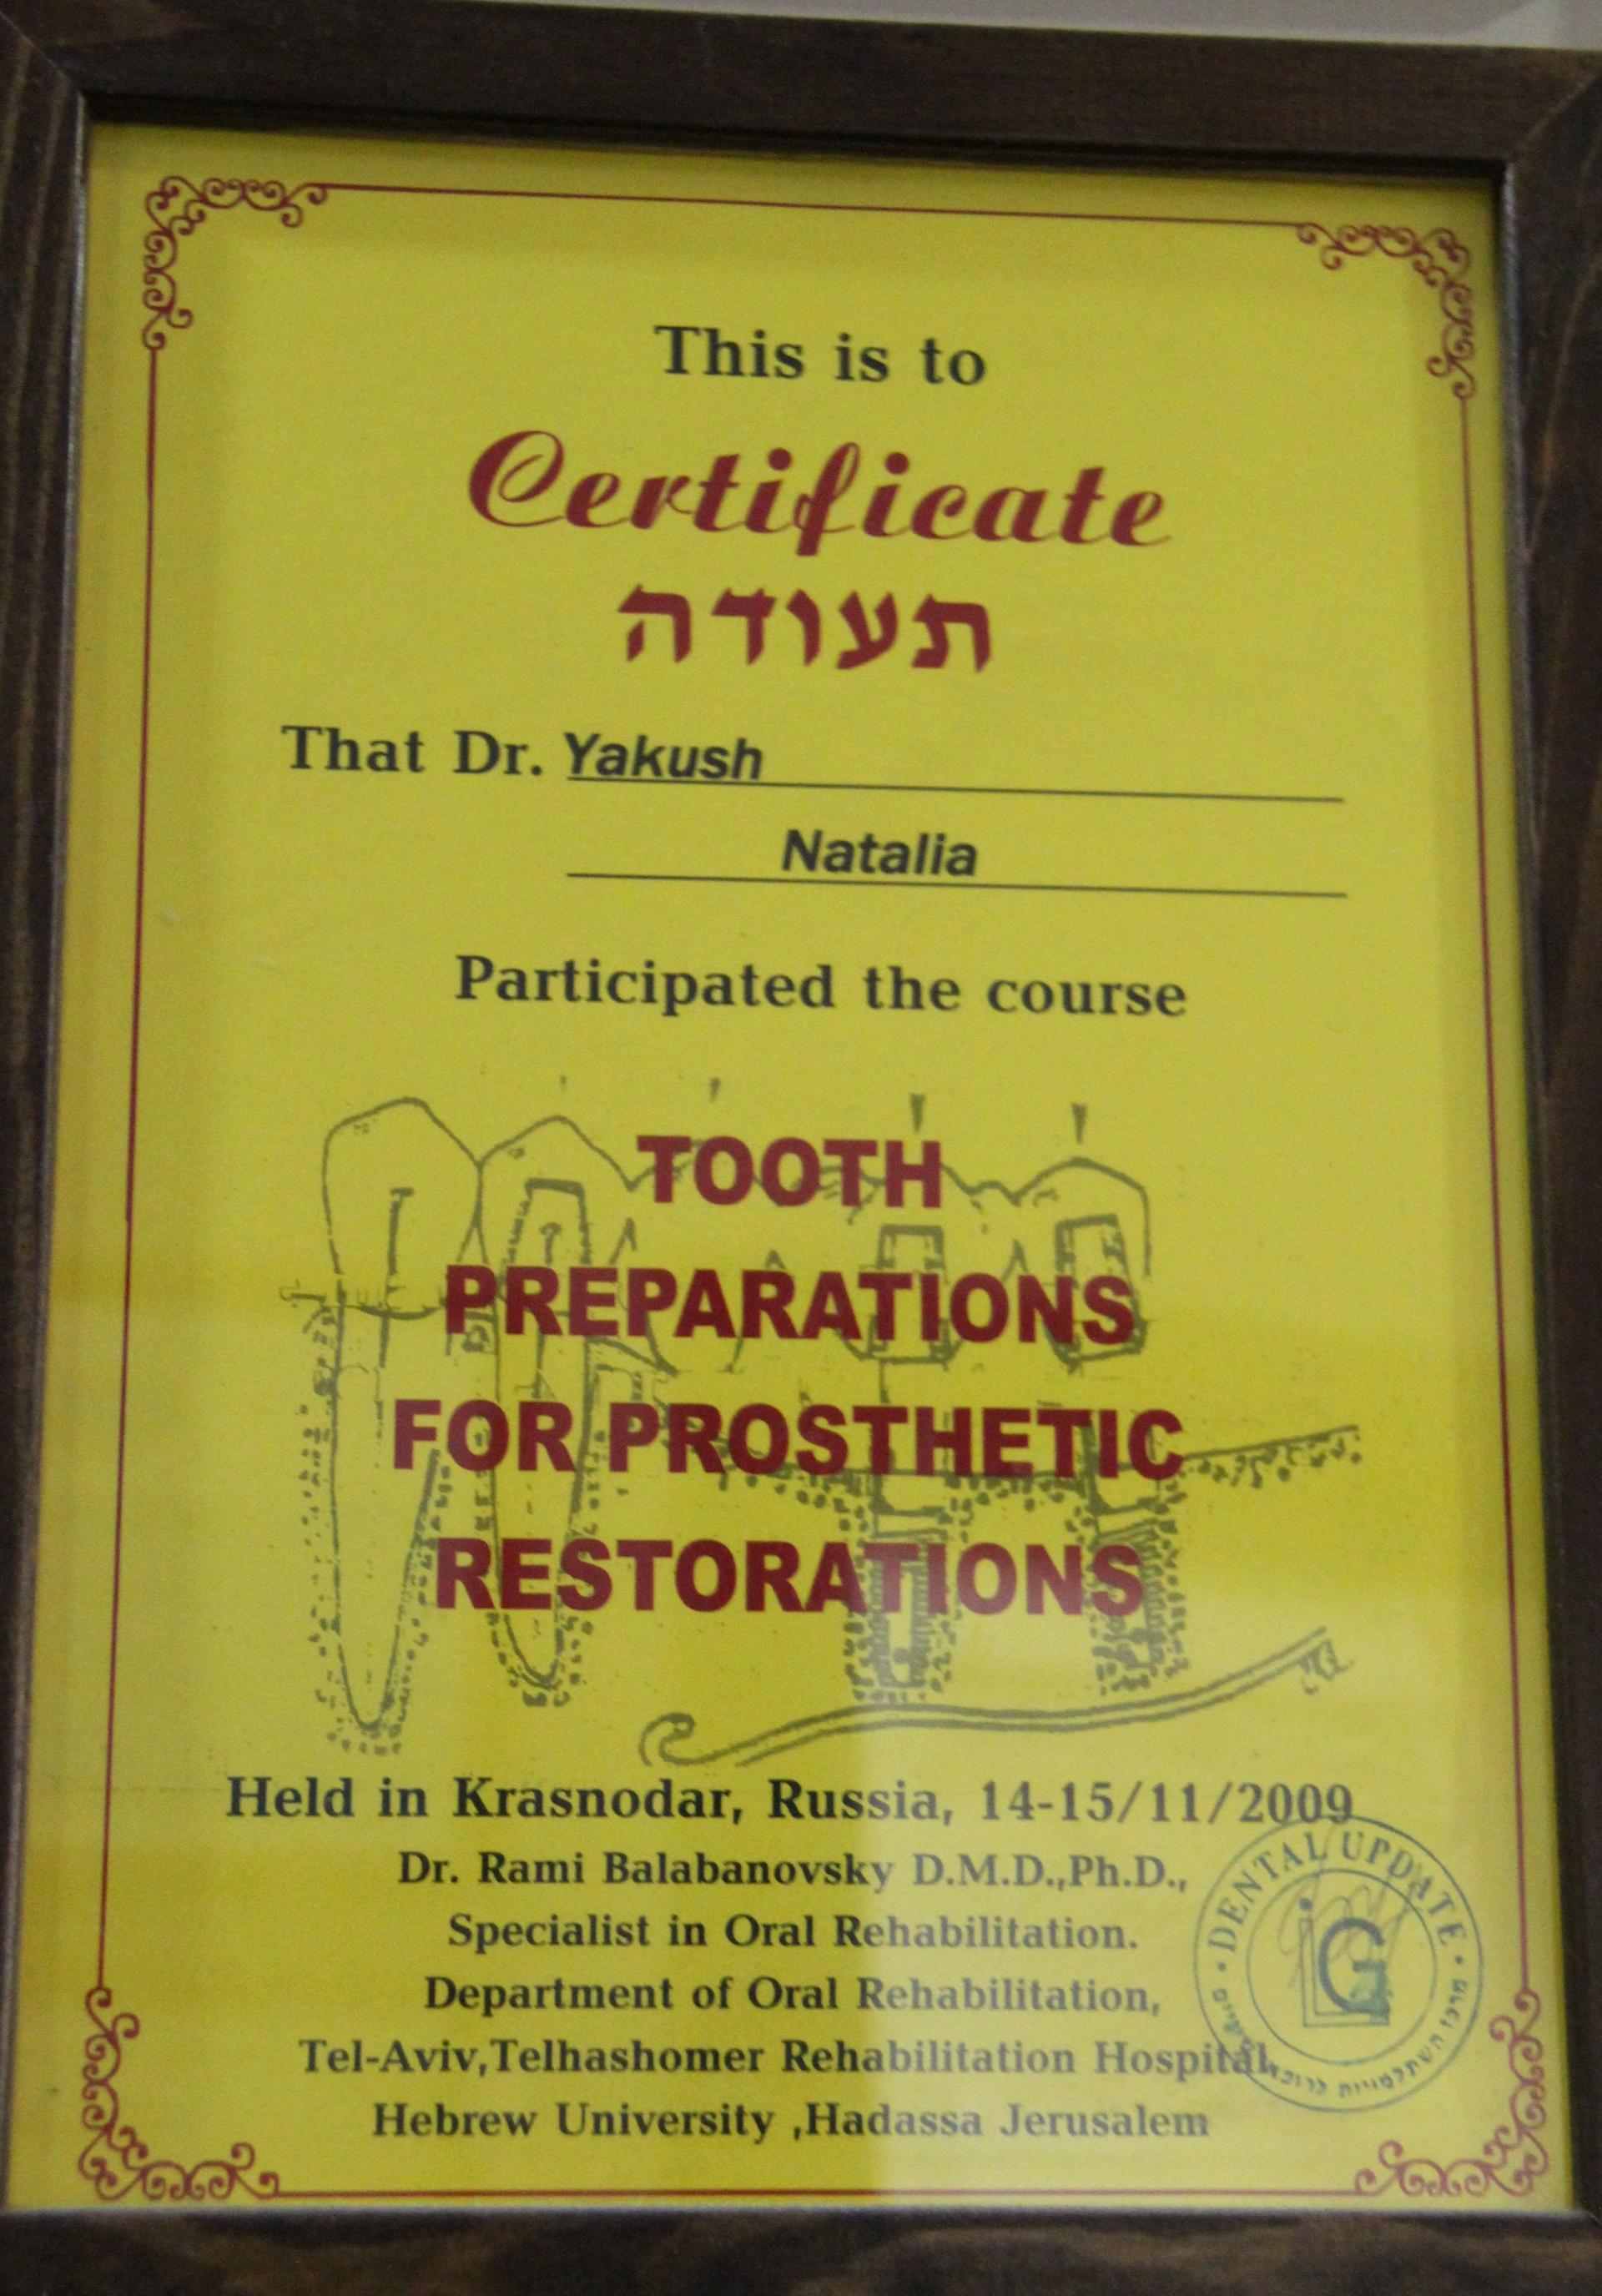 This is to
Certificate
תעודה
That Dr. Yakush
Natalia
Participated the course
TOOTH
PREPARATIONS
FOR PROSTHETIC
RESTORATIONS
Held in Krasnodar, Russia, 14-15/11/2009
Dr. Rami Balabanovsky D.M.D.,Ph.D.,
Specialist in Oral Rehabilitation.
Department of Oral Rehabilitation,
Tel-Aviv,Telhashomer Rehabilitation Hospital,
Hebrew University ,Hadassa Jerusalem
DENTAL UPDATE
מרכז השתלמויות